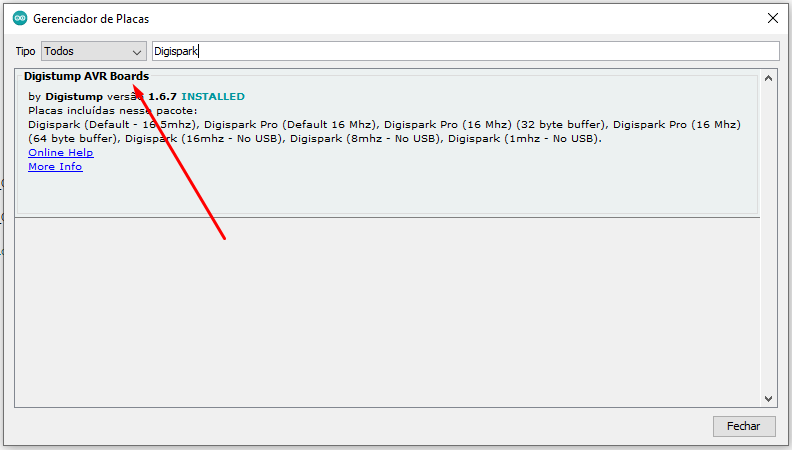 Gerenciador de Placas
Tipo Todos Digispark
Digistump AVR Boards
by Digistump versão 1.6.7 INSTALLED
Placas incluídas nesse pacote:
Digispark (Default - 16.5mhz), Digispark Pro (Default 16 Mhz), Digispark Pro (16 Mhz) (32 byte buffer), Digispark Pro (16 Mhz)
(64 byte buffer), Digispark (16mhz - No USB), Digispark (8mhz - No USB), Digispark (1mhz - No USB).
Online Help
More Info
Fechar